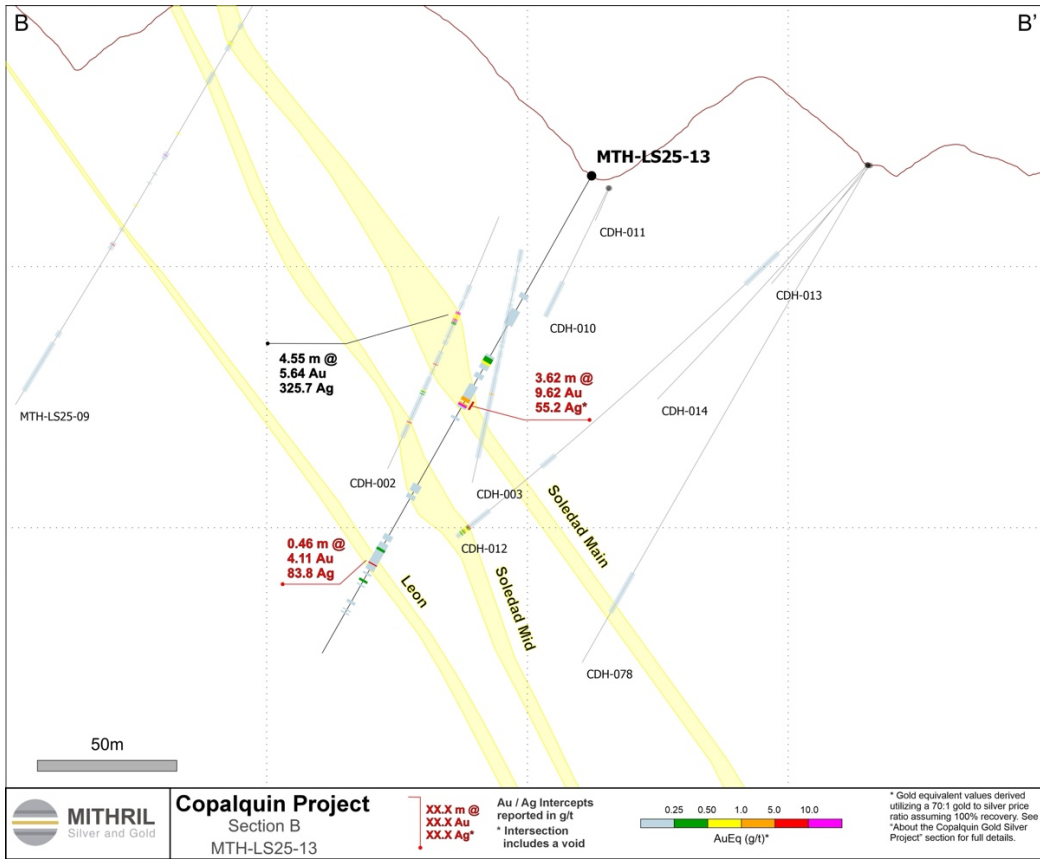 B
B'
MTH-LS25-13
CDH-011
CDH-010
CDH-013
CDH-014
4.55 m @
5.64 Au
325.7 Ag
3.62 m @
9.62 Au
55.2 Ag*
MTH-LS25-09
CDH-002
CDH-003
CDH-012
0.46 m @
4.11 Au
83.8 Ag
Leon
Soledad Mid
Soledad Main
CDH-078
50m
MITHRIL
Silver and Gold
Copalquin Project
Section B
MTH-LS25-13
XX.X m @
XX.X Au
XX.X Ag*
Au / Ag Intercepts
reported in g/t
* Intersection
includes a void
0.25 0.50 1.0 5.0 10.0
AuEq (g/t)*
* Gold equivalent values derived
utilizing a 70:1 gold to silver price
ratio assuming 100% recovery. See
"About the Copalquin Gold Silver
Project" section for full details.